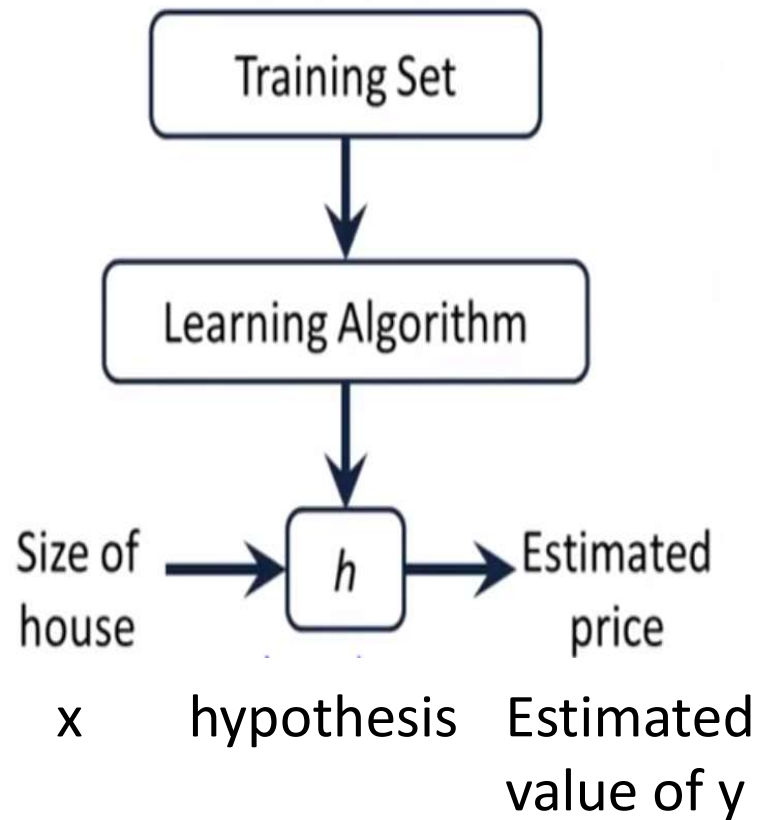 Training Set
Learning Algorithm
Size of
house
h
Estimated
price
x hypothesis Estimated
value of y